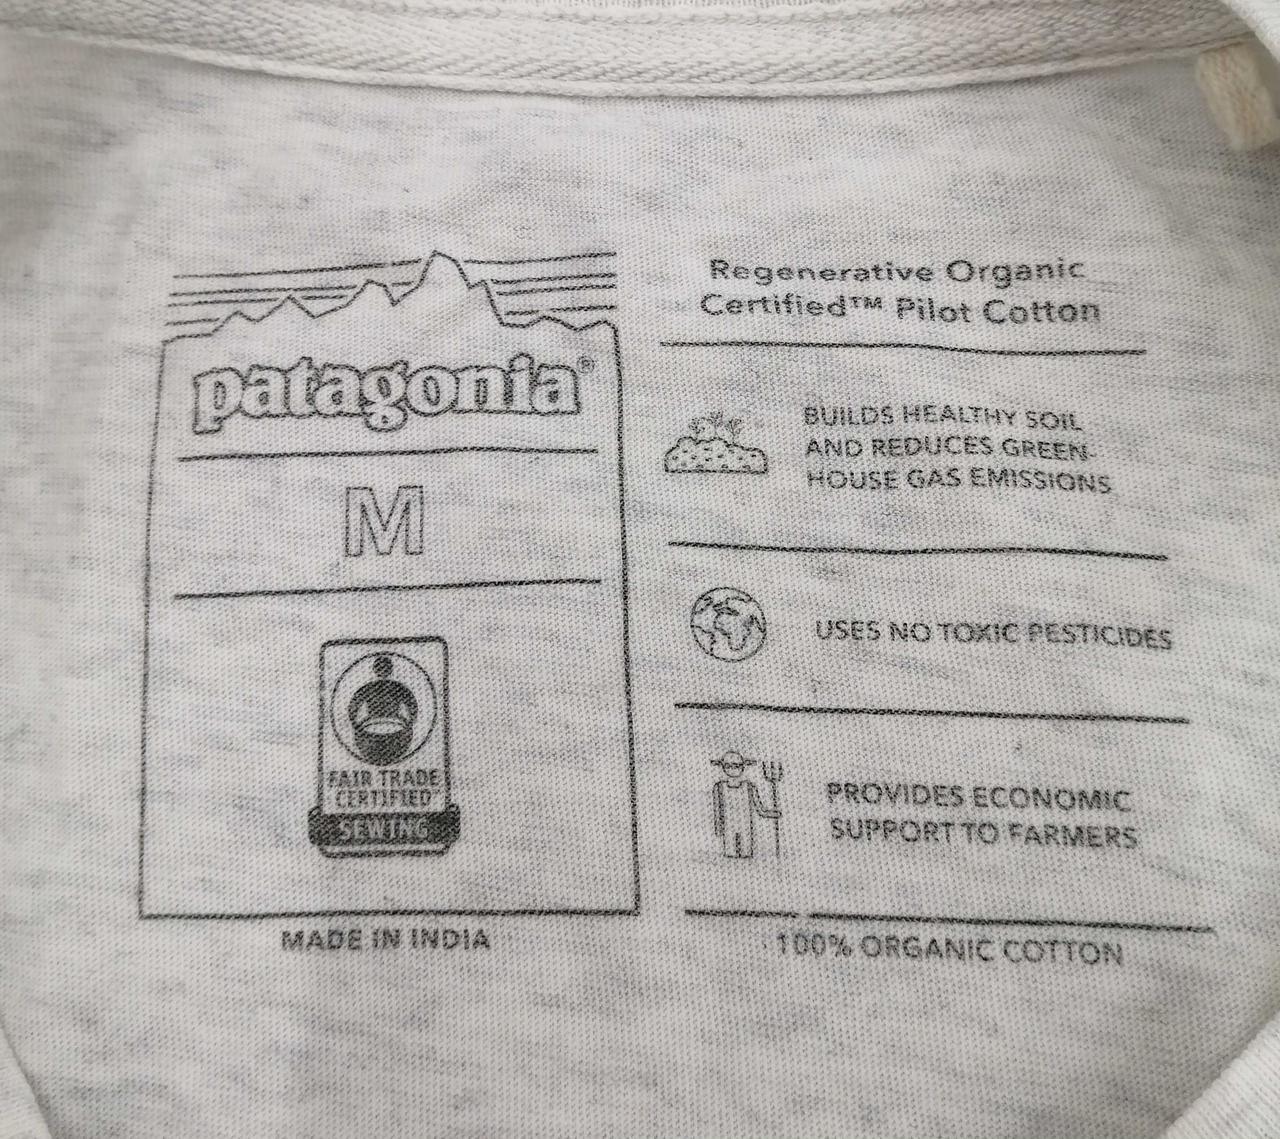 patagonia®
M
FAIR TRADE
CERTIFIED™
SEWING
MADE IN INDIA
Regenerative Organic
Certified™ Pilot Cotton
BUILDS HEALTHY SOIL
AND REDUCES GREEN-
HOUSE GAS EMISSIONS
USES NO TOXIC PESTICIDES
PROVIDES ECONOMIC
SUPPORT TO FARMERS
100% ORGANIC COTTON